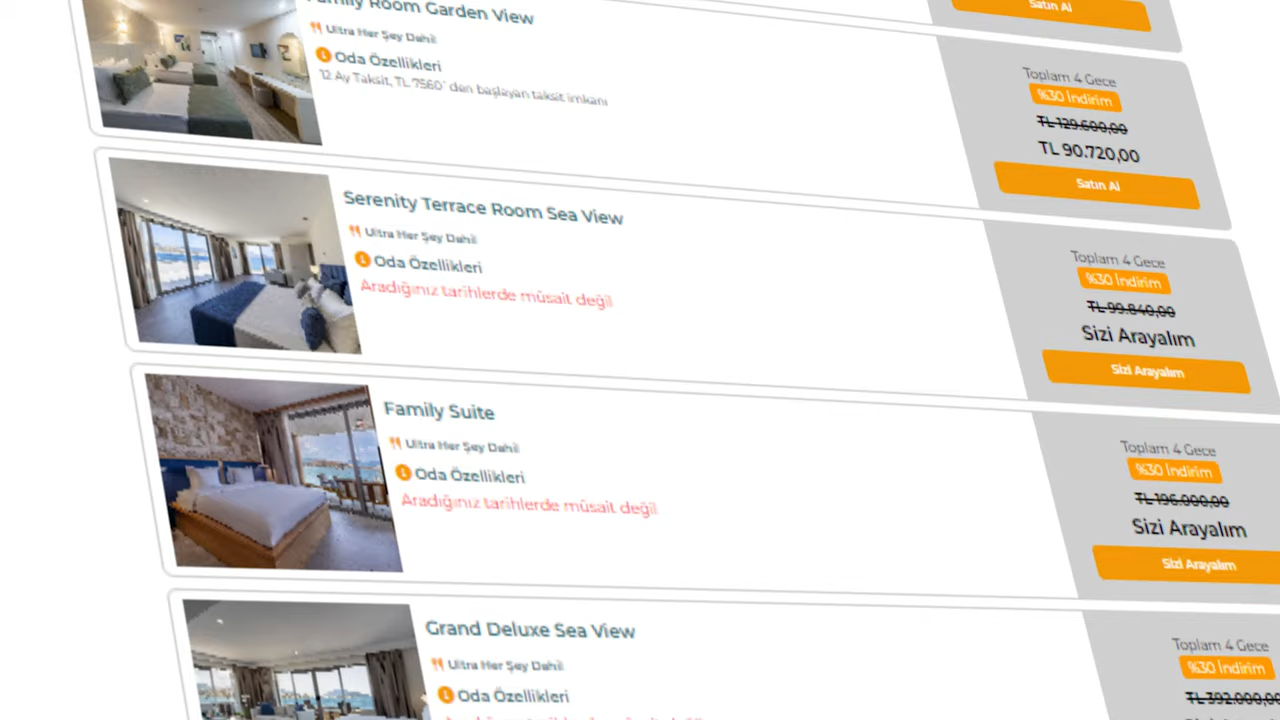 Satın Al
Family Room Garden View
Ultra Her Şey Dahil
Oda Özellikleri
12 Ay Taksit, TL 7560' den başlayan taksit imkanı
Toplam 4 Gece
%30 İndirim
TL 129.600,00
TL 90.720,00
Satın Al
Serenity Terrace Room Sea View
Ultra Her Şey Dahil
Oda Özellikleri
Aradığınız tarihlerde müsait değil
Toplam 4 Gece
%30 İndirim
TL 99.840,00
Sizi Arayalım
Sizi Arayalım
Family Suite
Ultra Her Şey Dahil
Oda Özellikleri
Aradığınız tarihlerde müsait değil
Toplam 4 Gece
%30 İndirim
TL 196.000,00
Sizi Arayalım
Sizi Arayalım
Grand Deluxe Sea View
Ultra Her Şey Dahil
Oda Özellikleri
Toplam 4 Gece
%30 İndirim
TL 392.000,00